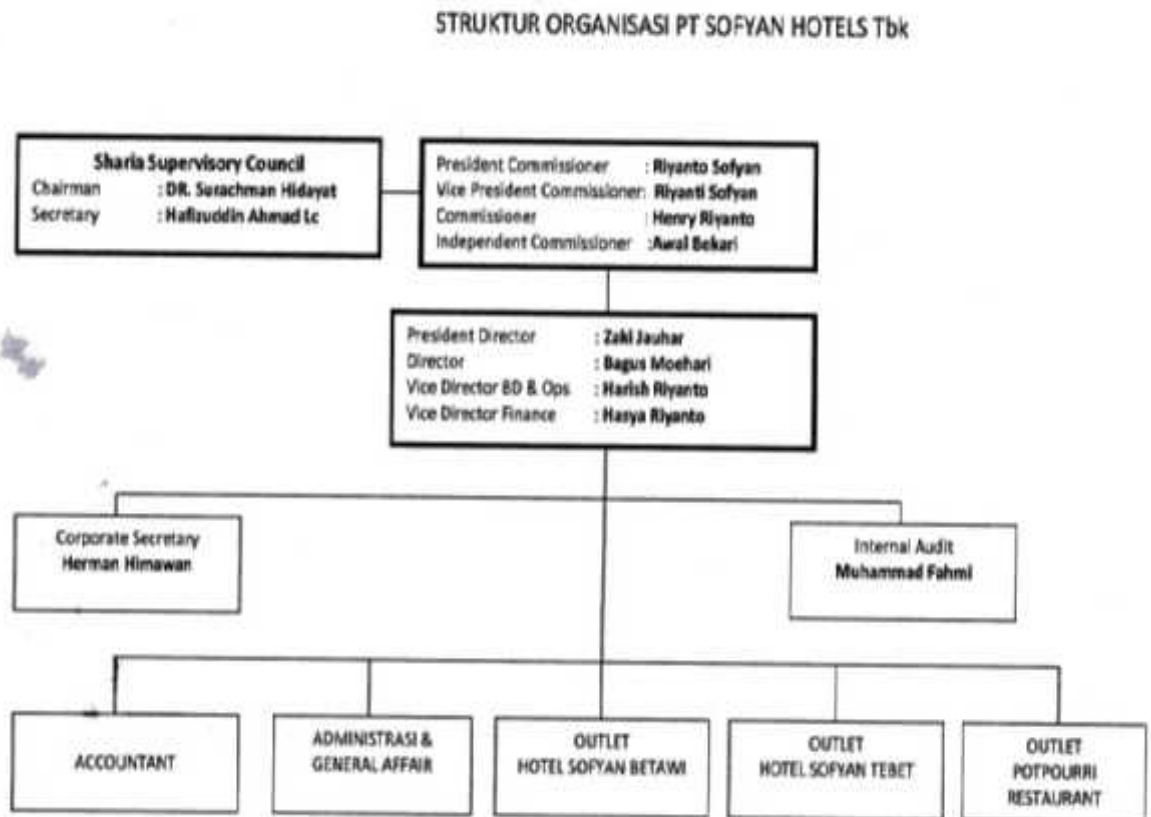 STRUKTUR ORGANISASI PT SOFYAN HOTELS Tbk
Sharia Supervisory Council
Chairman : DR. Surachman Hidayat
Secretary : Hafizuddin Ahmad Lc
President Commissioner : Riyanto Sofyan
Vice President Commissioner: Riyanti Sofyan
Commissioner : Henry Riyanto
Independent Commissioner : Awal Bekari
President Director : Zaki Jauhar
Director : Bagus Moehari
Vice Director BD & Ops : Harish Riyanto
Vice Director Finance : Hasya Riyanto
Corporate Secretary
Herman Himawan
Internal Audit
Muhammad Fahmi
ACCOUNTANT
ADMINISTRASI &
GENERAL AFFAIR
OUTLET
HOTEL SOFYAN BETAWI
OUTLET
HOTEL SOFYAN TEBET
OUTLET
POTPOURRI
RESTAURANT